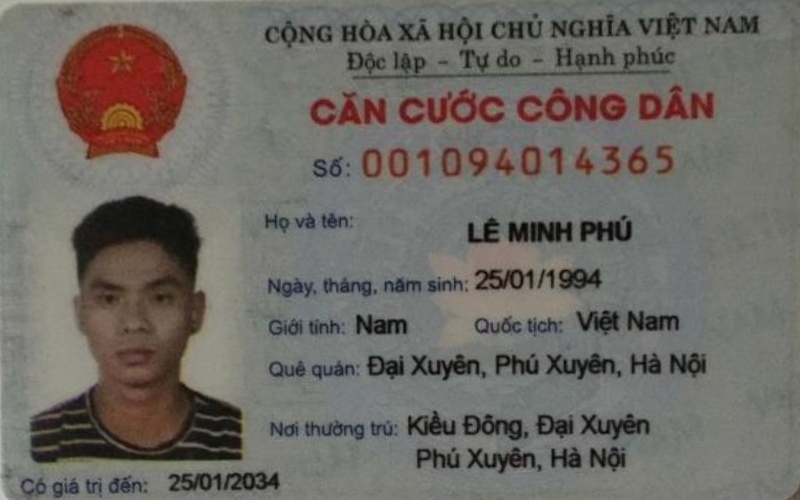 CỘNG HÒA XÃ HỘI CHỦ NGHĨA VIỆT NAM
Độc lập - Tự do - Hạnh phúc
CĂN CƯỚC CÔNG DÂN
Số: 001094014365
Họ và tên: LÊ MINH PHÚ
Ngày, tháng, năm sinh: 25/01/1994
Giới tính: Nam Quốc tịch: Việt Nam
Quê quán: Đại Xuyên, Phú Xuyên, Hà Nội
Nơi thường trú: Kiều Đông, Đại Xuyên
Phú Xuyên, Hà Nội
Có giá trị đến: 25/01/2034